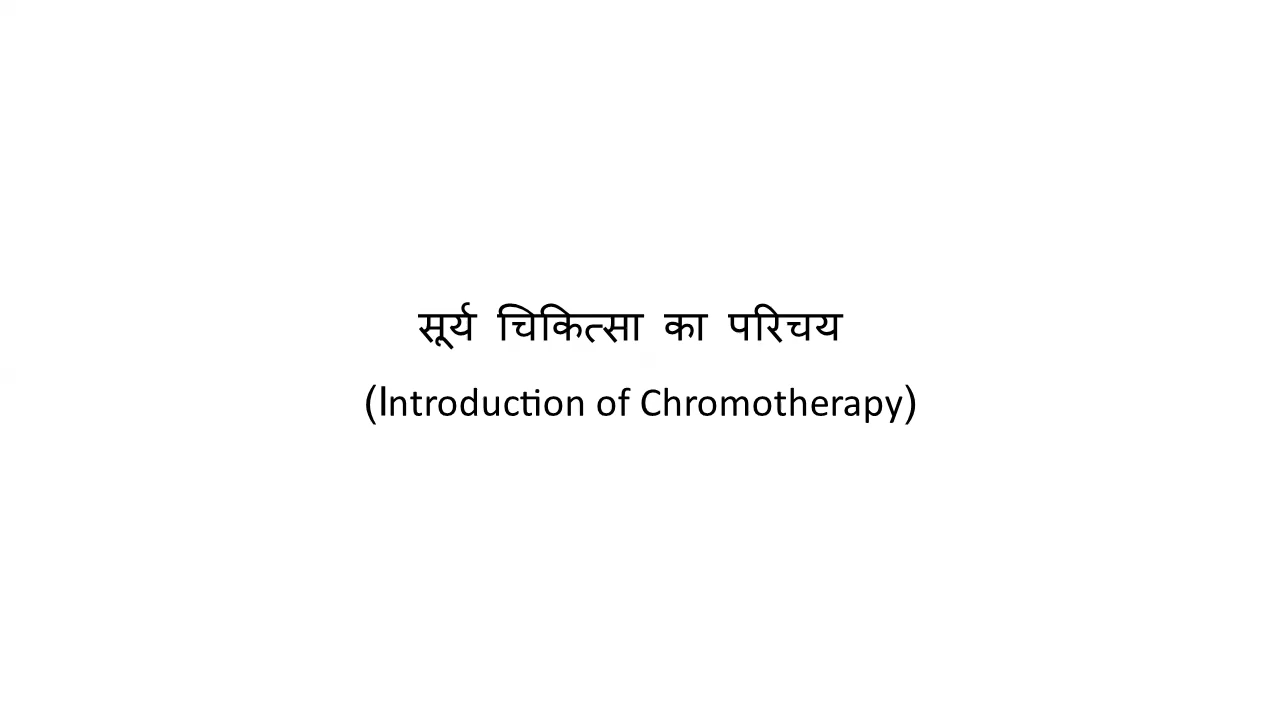 सूर्य चिकित्सा का परिचय
(Introduction of Chromotherapy)